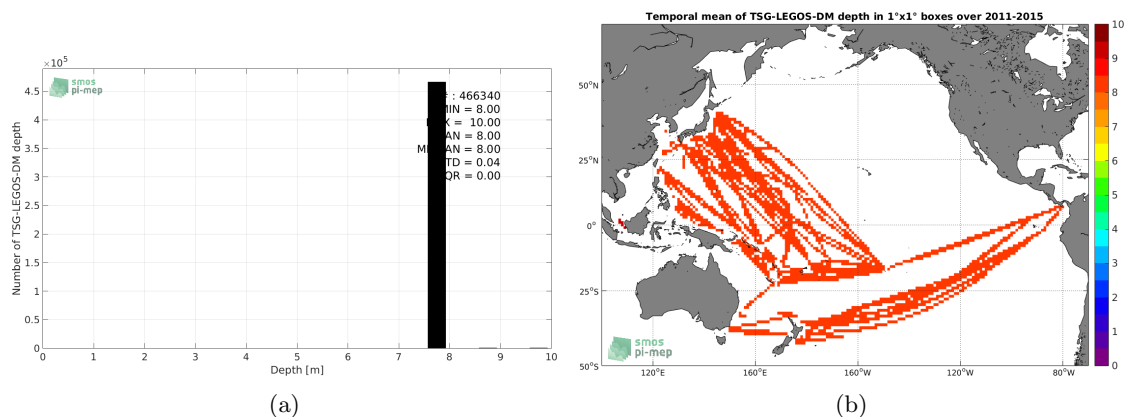 Temporal mean of TSG-LEGOS-DM depth in 1°x1° boxes over 2011-2015
×10⁵
smos
pi-mep
: 466340
MIN = 8.00
X = 10.00
AN = 8.00
M AN = 8.00
TD = 0.04
QR = 0.00
4.5
4
3.5
3
2.5
2
1.5
1
0.5
0
Number of TSG-LEGOS-DM depth
0 1 2 3 4 5 6 7 8 9 10
Depth [m]
(a)
50°N
25°N
0°
25°S
50°S
120°E
160°E
160°W
120°W
80°W
smos
pi-mep
10
9
8
7
6
5
4
3
2
1
0
(b)